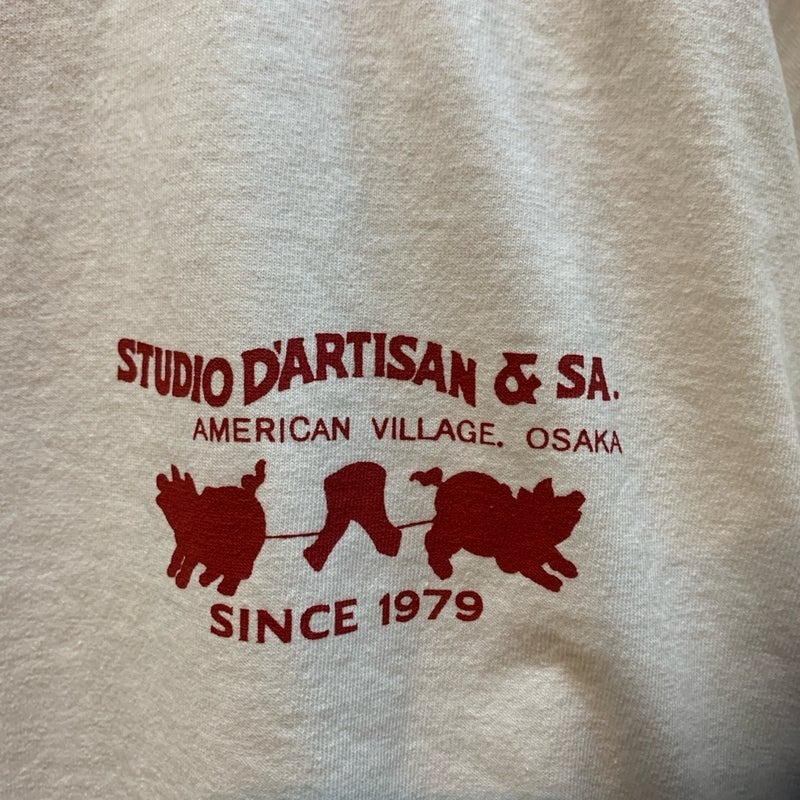 STUDIO D'ARTISAN & SA.
AMERICAN VILLAGE. OSAKA
SINCE 1979